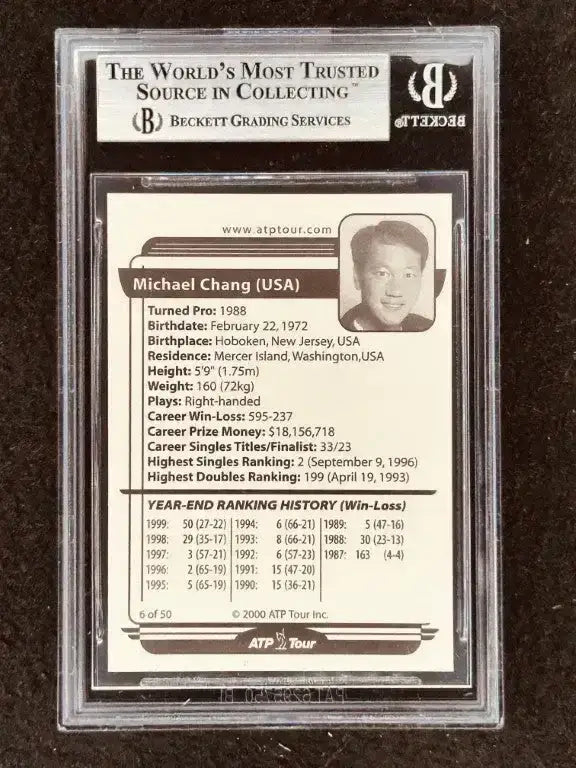 THE WORLD'S MOST TRUSTED
SOURCE IN COLLECTING™
B BECKETT GRADING SERVICES
B
BECKETT®
www.atptour.com
Michael Chang (USA)
Turned Pro: 1988
Birthdate: February 22, 1972
Birthplace: Hoboken, New Jersey, USA
Residence: Mercer Island, Washington,USA
Height: 5'9" (1.75m)
Weight: 160 (72kg)
Plays: Right-handed
Career Win-Loss: 595-237
Career Prize Money: $18,156,718
Career Singles Titles/Finalist: 33/23
Highest Singles Ranking: 2 (September 9, 1996)
Highest Doubles Ranking: 199 (April 19, 1993)
YEAR-END RANKING HISTORY (Win-Loss)
1999: 50 (27-22) 1994: 6 (66-21) 1989: 5 (47-16)
1998: 29 (35-17) 1993: 8 (66-21) 1988: 30 (23-13)
1997: 3 (57-21) 1992: 6 (57-23) 1987: 163 (4-4)
1996: 2 (65-19) 1991: 15 (47-20)
1995: 5 (65-19) 1990: 15 (36-21)
6 of 50 © 2000 ATP Tour Inc.
ATP Tour